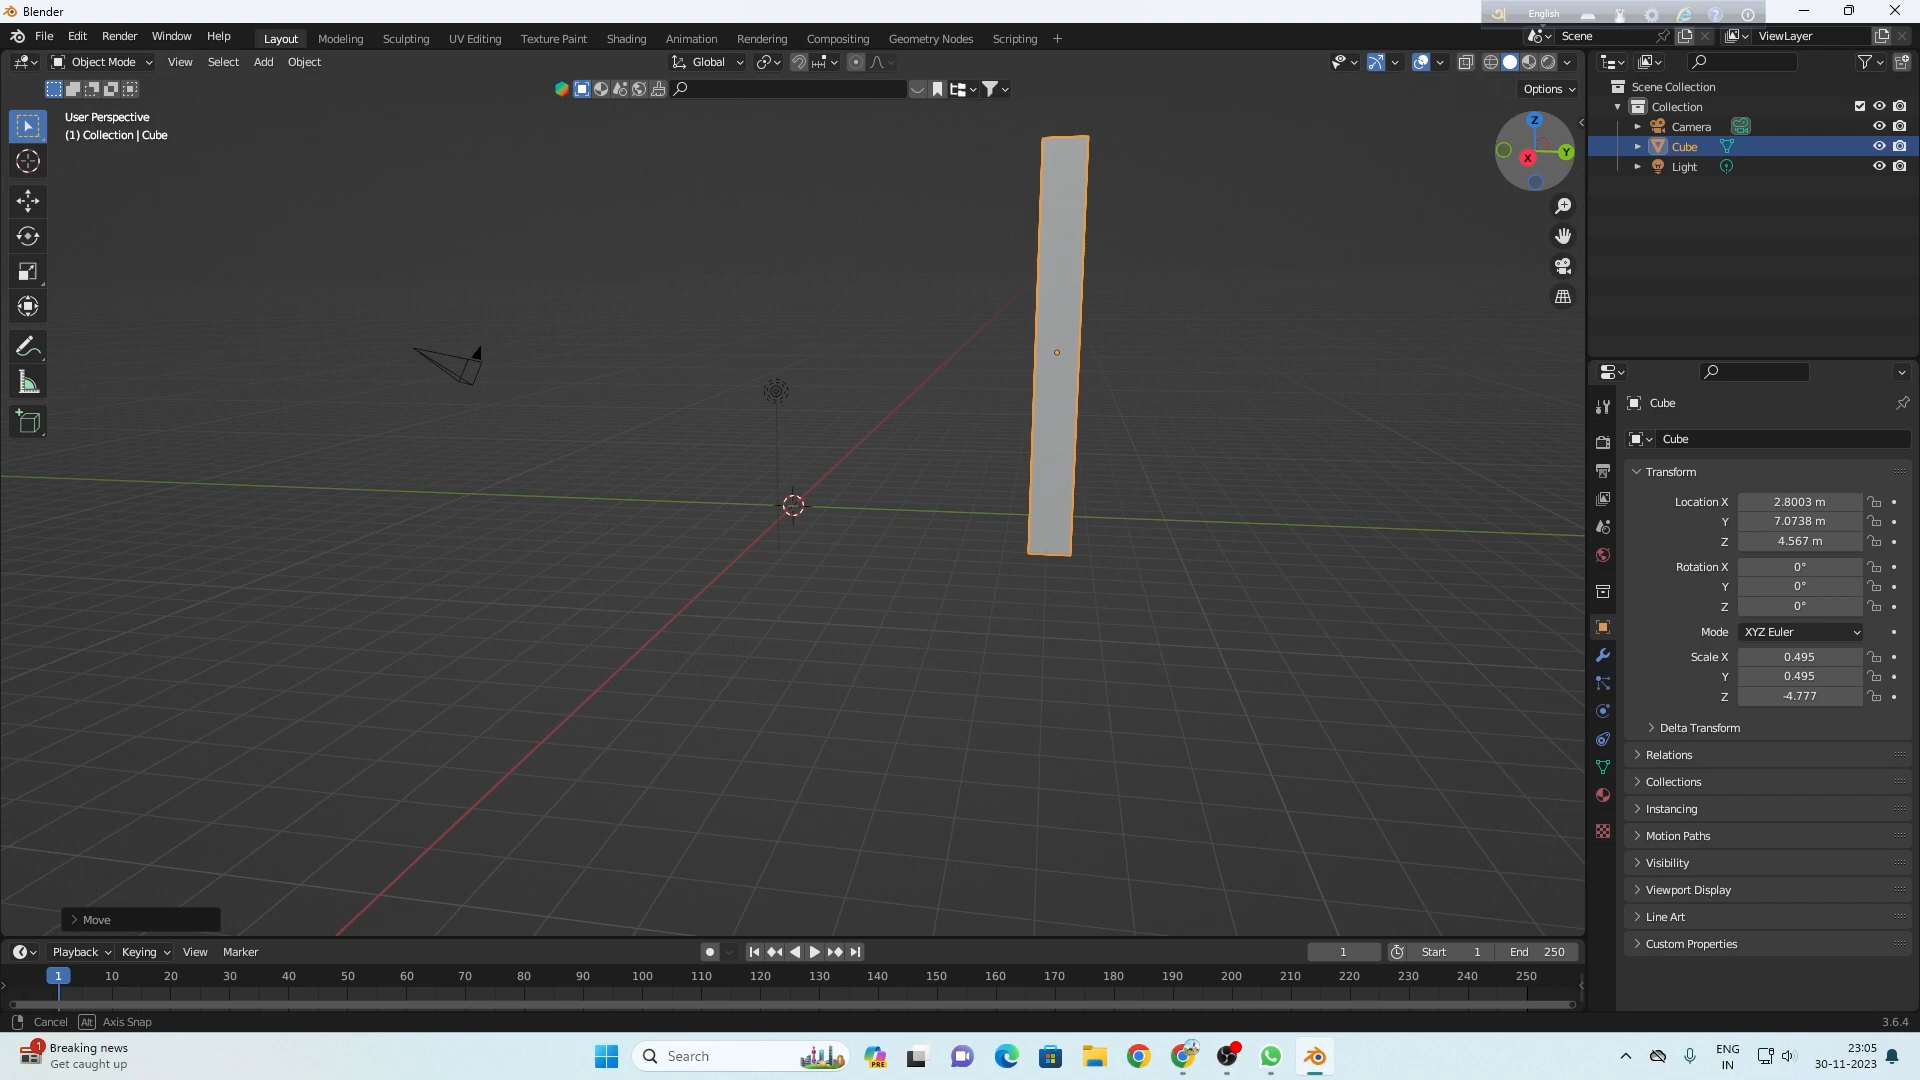 Blender
English
File Edit Render Window Help Layout Modeling Sculpting UV Editing Texture Paint Shading Animation Rendering Compositing Geometry Nodes Scripting + Scene ViewLayer
Object Mode View Select Add Object Global
Options
User Perspective
(1) Collection | Cube
Z
Y
X
Scene Collection
Collection
Camera
Cube
Light
Cube
Cube
Transform
Location X 2.8003 m
Y 7.0738 m
Z 4.567 m
Rotation X 0°
Y 0°
Z 0°
Mode XYZ Euler
Scale X 0.495
Y 0.495
Z -4.777
Delta Transform
Relations
Collections
Instancing
Motion Paths
Visibility
Viewport Display
Line Art
Custom Properties
Move
Playback Keying View Marker 1 Start 1 End 250
1 10 20 30 40 50 60 70 80 90 100 110 120 130 140 150 160 170 180 190 200 210 220 230 240 250
Cancel Alt Axis Snap 3.6.4
1 Breaking news
Get caught up
Search
PRE
ENG
IN
23:05
30-11-2023